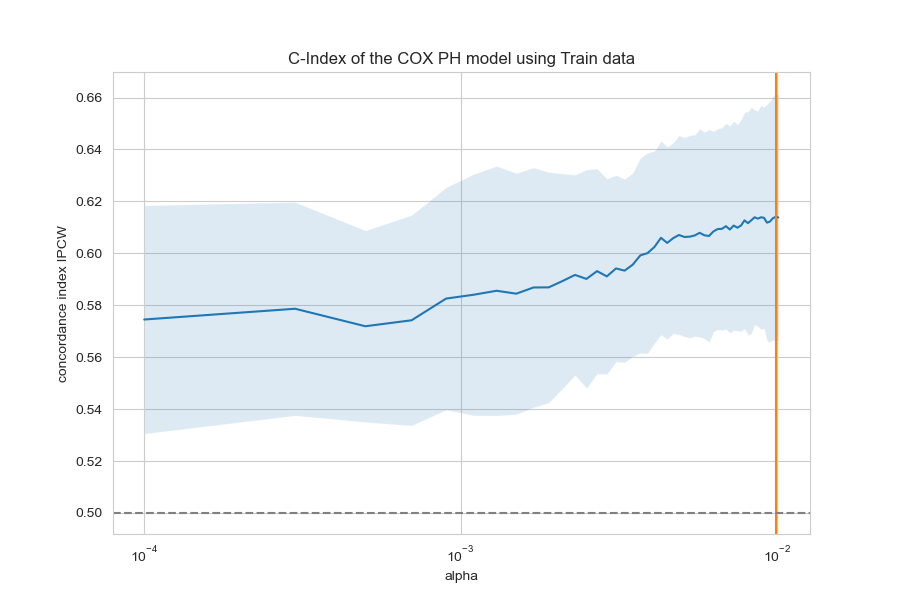 C-Index of the COX PH model using Train data
concordance index IPCW
0.66
0.64
0.62
0.60
0.58
0.56
0.54
0.52
0.50
10⁻⁴ 10⁻³ 10⁻²
alpha